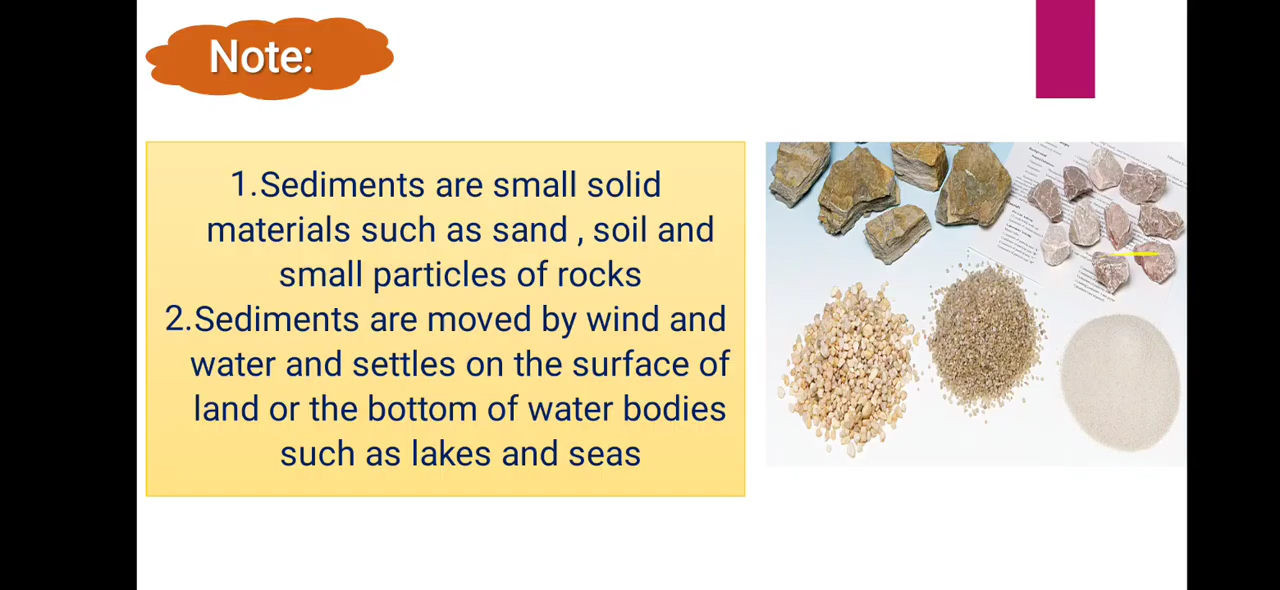 Note:
1.Sediments are small solid
materials such as sand , soil and
small particles of rocks
2.Sediments are moved by wind and
water and settles on the surface of
land or the bottom of water bodies
such as lakes and seas